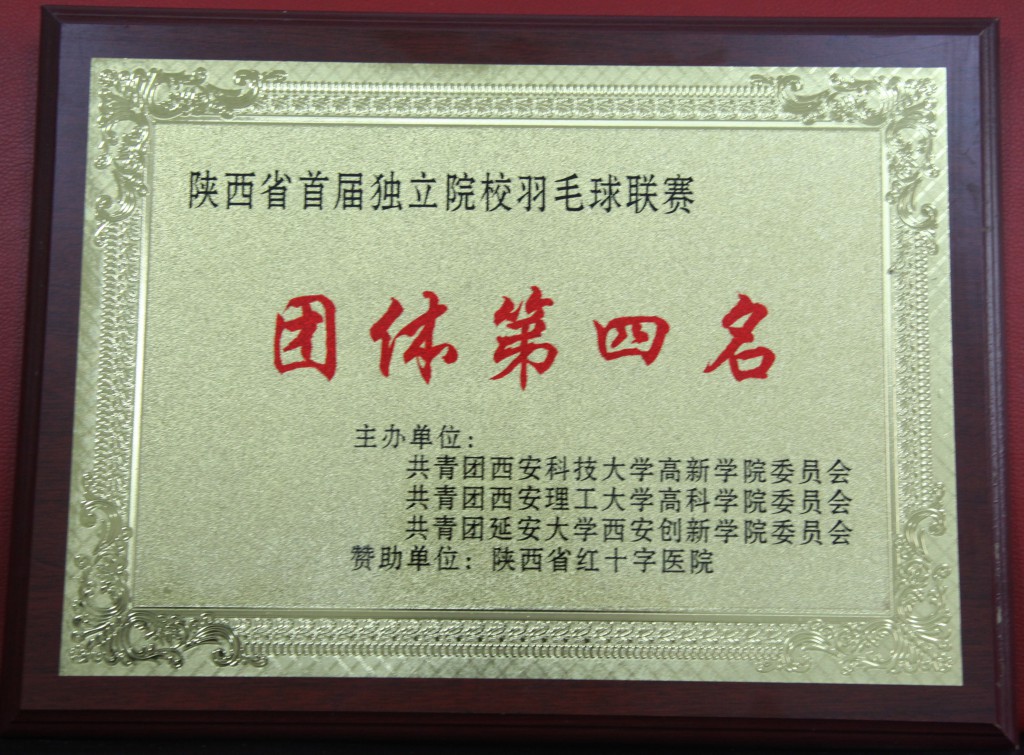 陕西省首届独立院校羽毛球联赛
团体第四名
主办单位：
共青团西安科技大学高新学院委员会
共青团西安理工大学高科学院委员会
共青团延安大学西安创新学院委员会
赞助单位：陕西省红十字医院